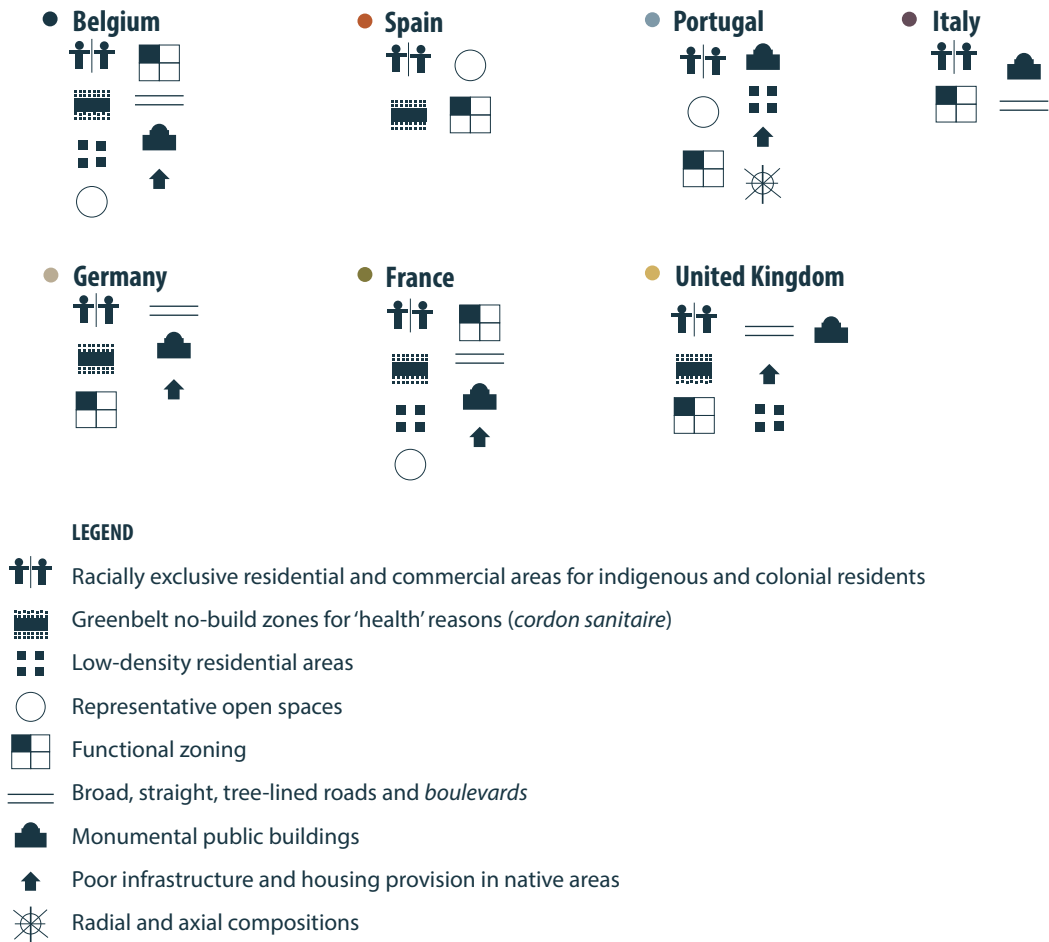 Belgium
Spain
Portugal
Italy
Germany
France
United Kingdom
LEGEND
Racially exclusive residential and commercial areas for indigenous and colonial residents
Greenbelt no-build zones for ‘health’ reasons (cordon sanitaire)
Low-density residential areas
Representative open spaces
Functional zoning
Broad, straight, tree-lined roads and boulevards
Monumental public buildings
Poor infrastructure and housing provision in native areas
Radial and axial compositions